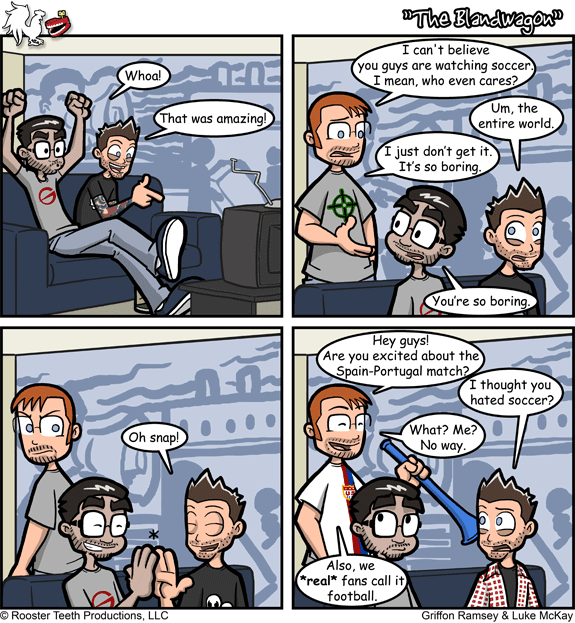 "The Blandwagon"
Whoa!
That was amazing!
I can't believe
you guys are watching soccer.
I mean, who even cares?
Um, the
entire world.
I just don't get it.
It's so boring.
You're so boring.
Oh snap!
*
Hey guys!
Are you excited about the
Spain-Portugal match?
I thought you
hated soccer?
What? Me?
No way.
Also, we
*real* fans call it
football.
© Rooster Teeth Productions, LLC
Griffon Ramsey & Luke McKay